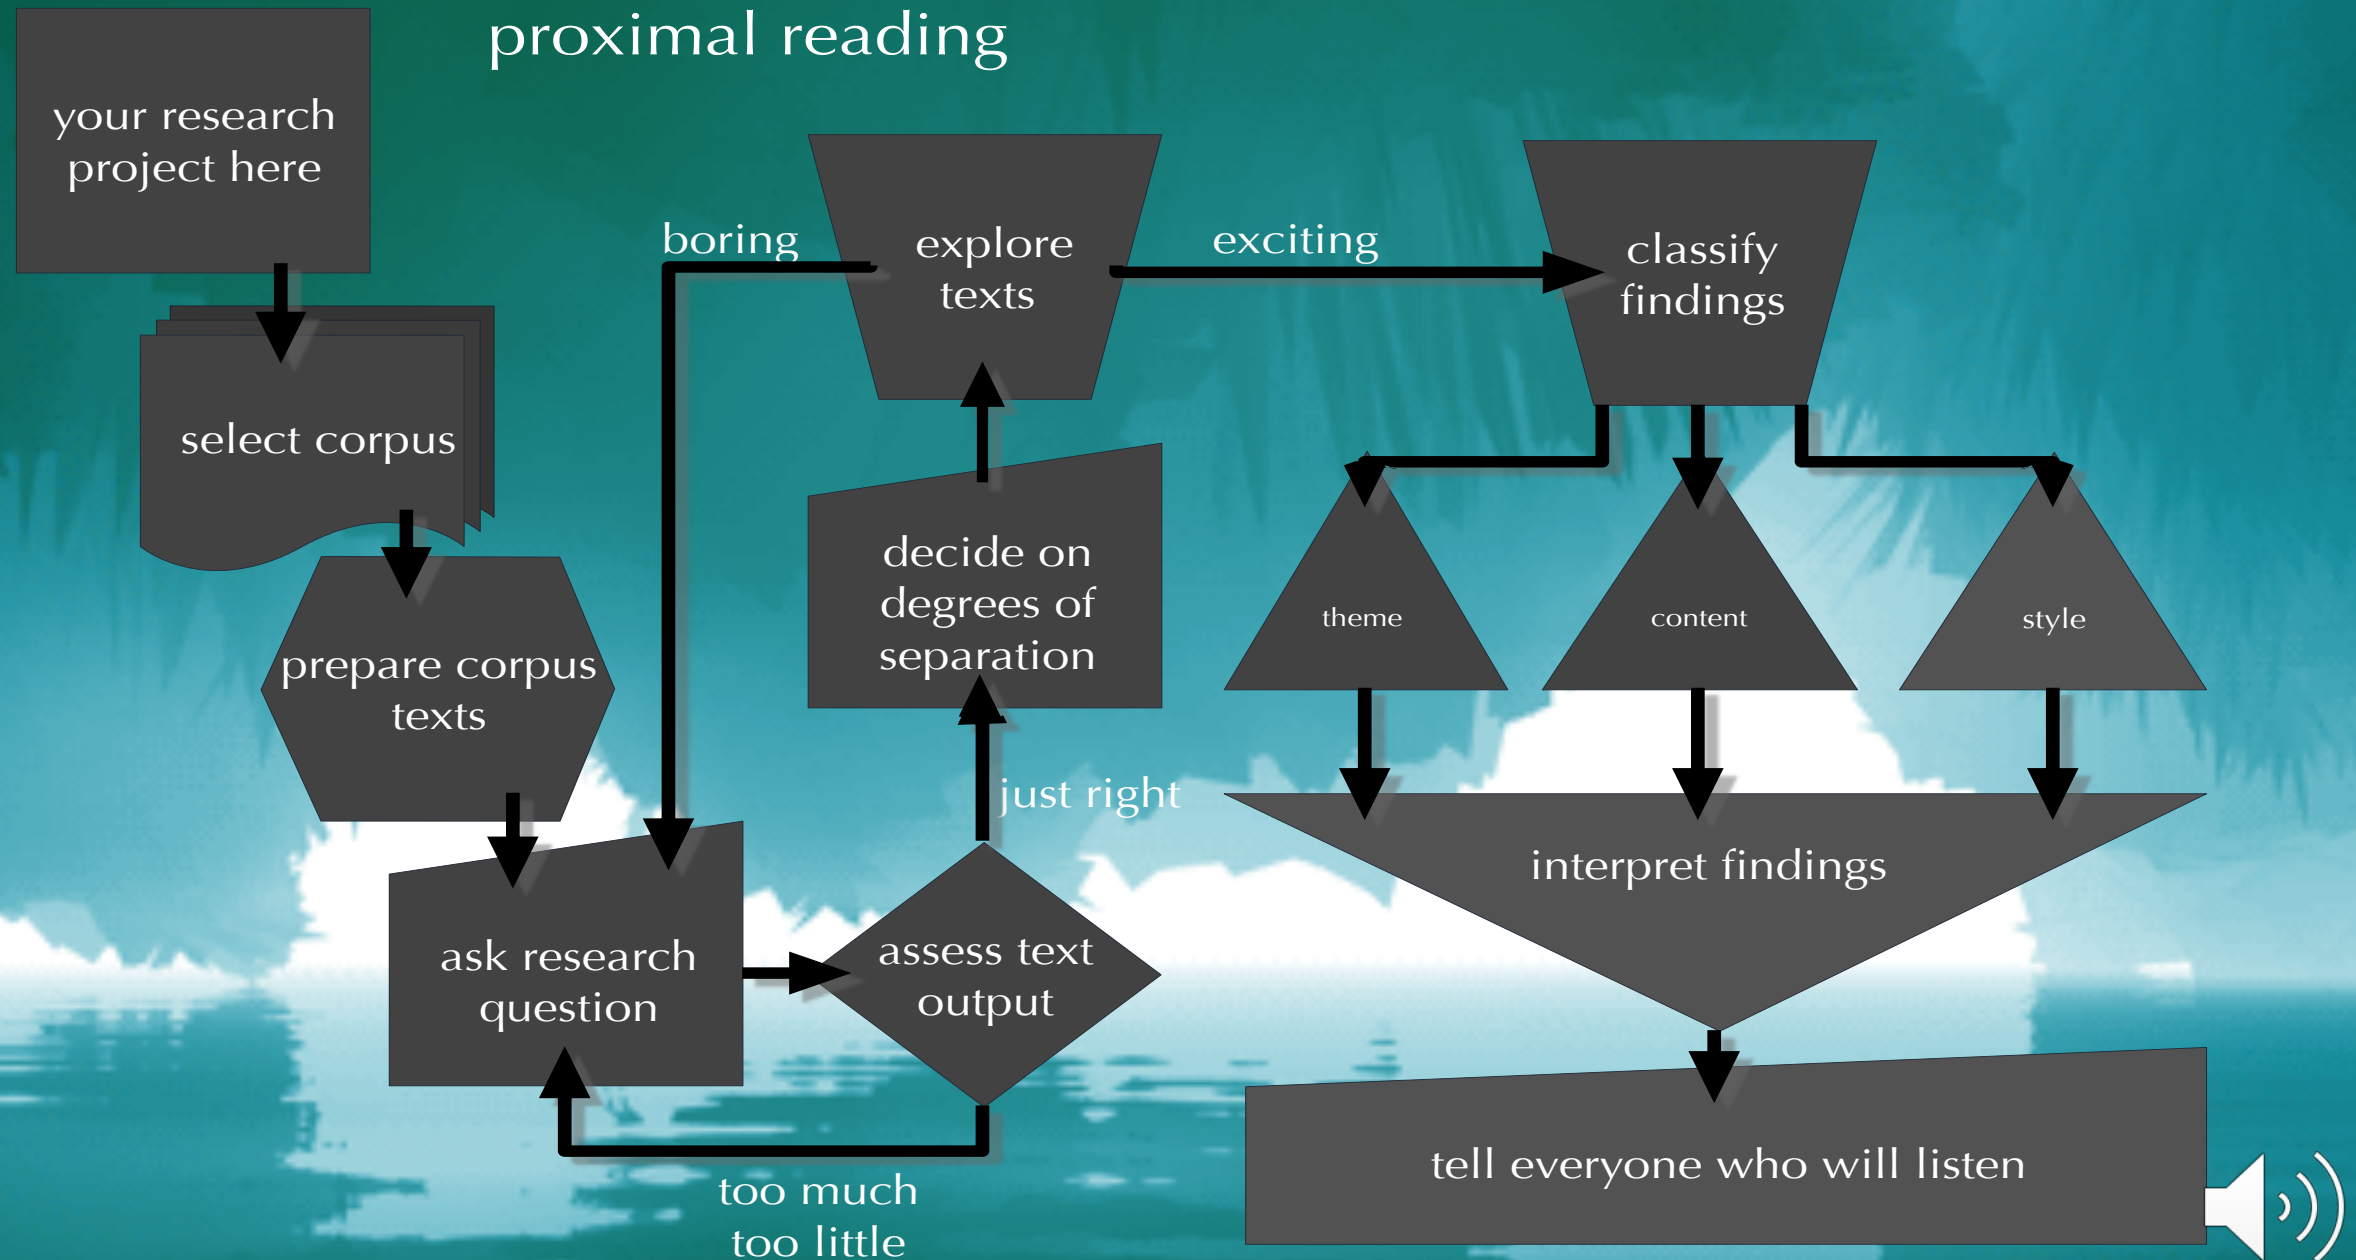 proximal reading
your research
project here
select corpus
prepare corpus
texts
ask research
question
assess text
output
too much
too little
just right
decide on
degrees of
separation
explore
texts
boring
exciting
classify
findings
theme
content
style
interpret findings
tell everyone who will listen